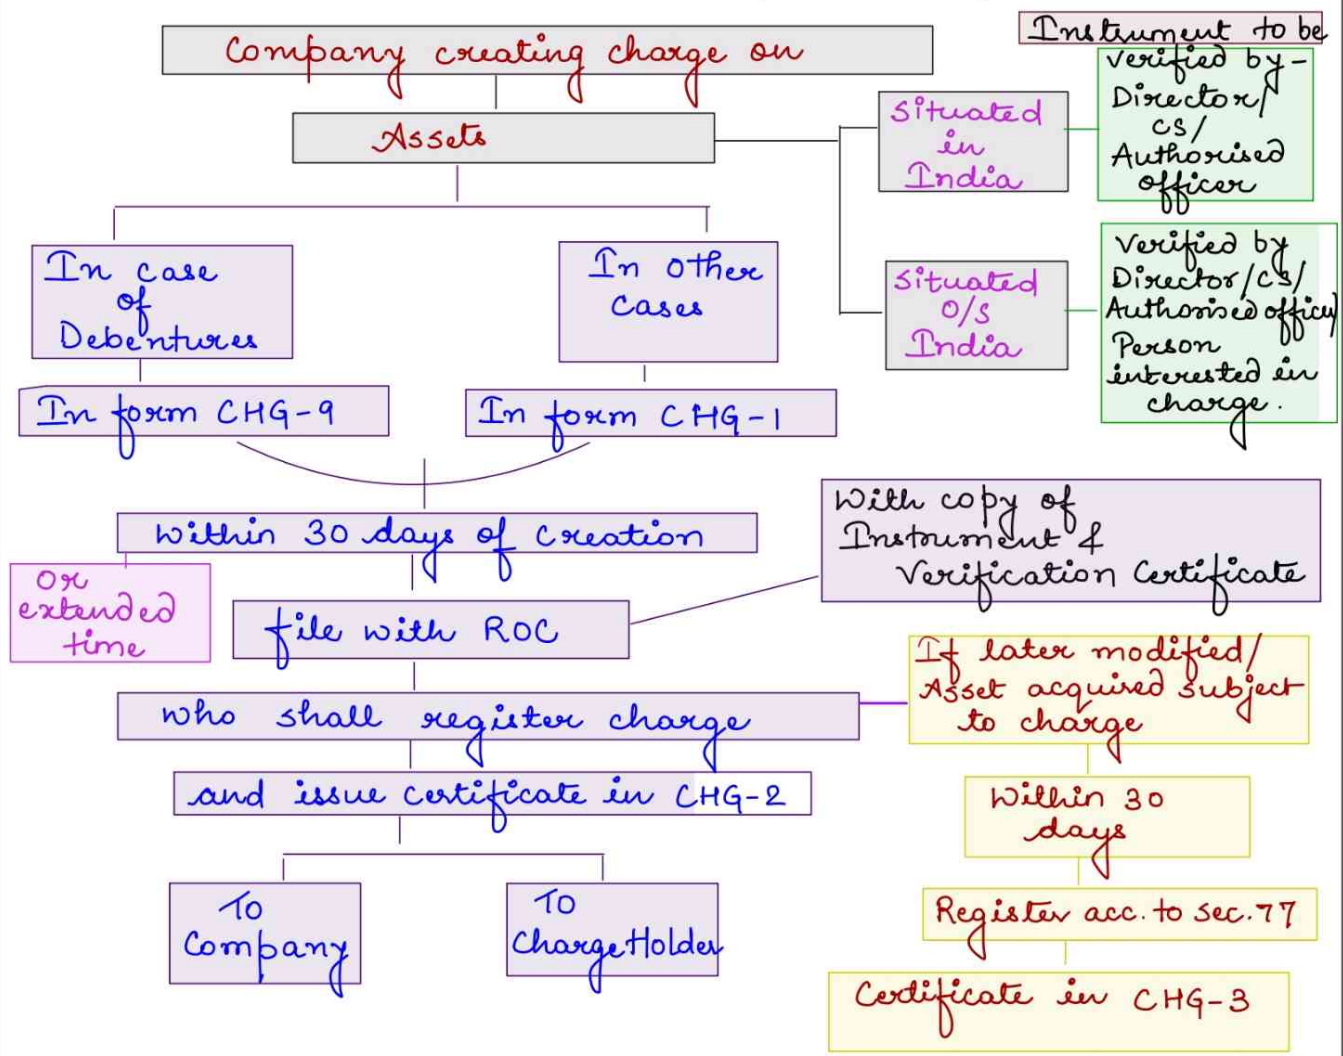 Company creating charge on
Assets
Instrument to be
verified by-
Director/
CS/
Authorised
officer
Situated
in
India
Situated
O/S
India
Verified by
Director/CS/
Authorised officer/
Person
interested in
charge.
In case
of
Debentures
In other
cases
In form CHG-9
In form CHG-1
Within 30 days of creation
Or
extended
time
With copy of
Instrument &
Verification Certificate
file with ROC
who shall register charge
If later modified/
Asset acquired subject
to charge
and issue certificate in CHG-2
Within 30
days
To
Company
To
Charge Holder
Register acc. to sec. 77
Certificate in CHG-3